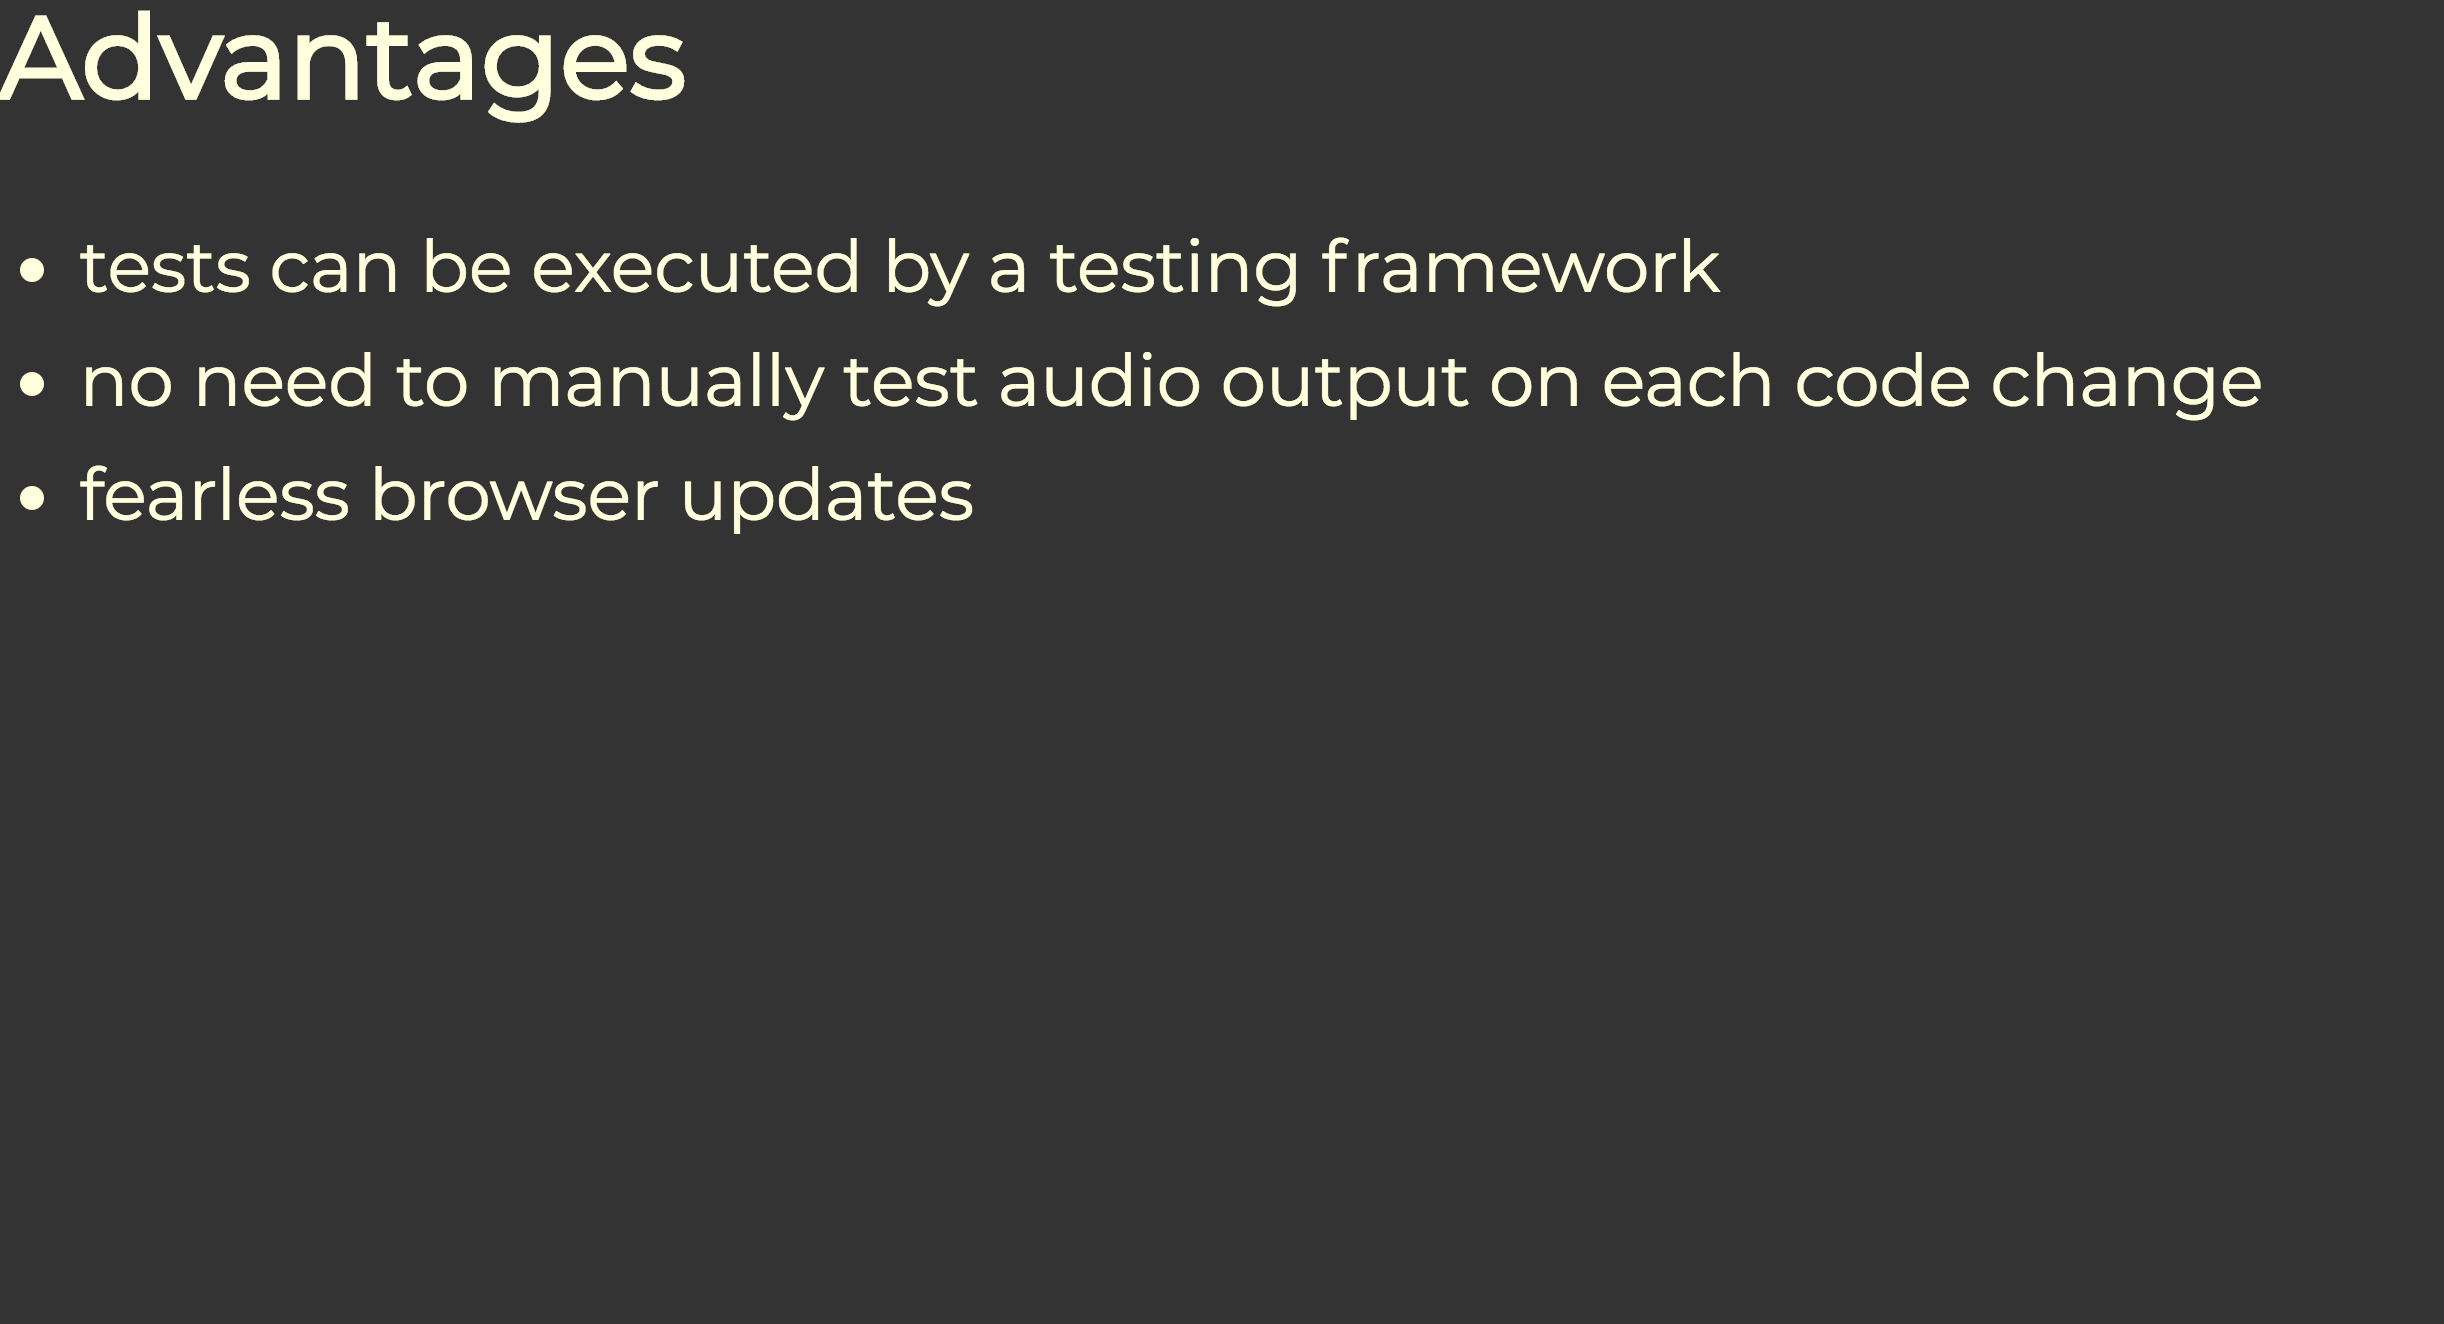 Advantages
• tests can be executed by a testing framework
• no need to manually test audio output on each code change
• fearless browser updates